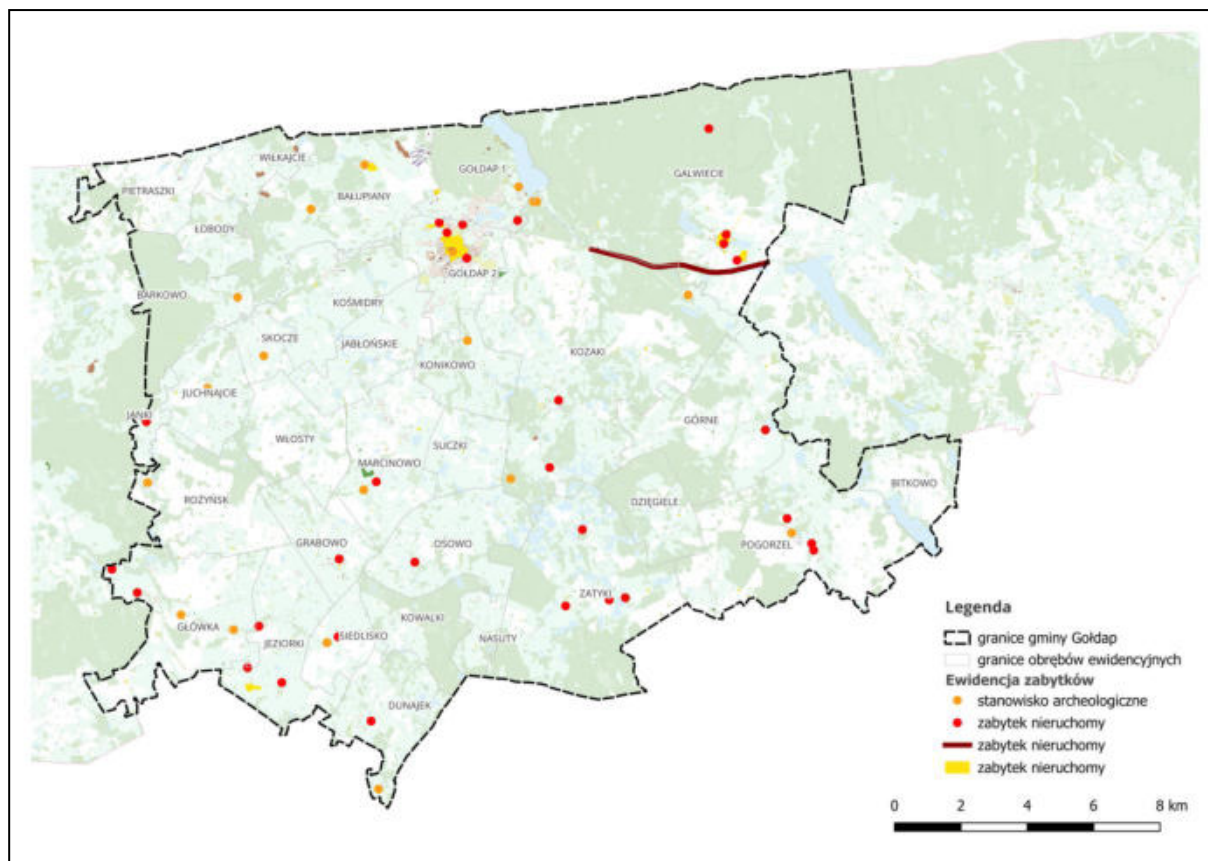 WIŁKAJCIE
GOŁDAP 1
PIETRASZKI
BAŁUPIANY
GALWIECIE
ŁOBODY
GOŁDAP 2
BARKOWO
KOŚMIDRY
SKOCZE
JABŁOŃSKIE
KOZAKI
KONIKOWO
JUCHNAJCIE
JANKI
GÓRNE
WŁOSTY
SUCZKI
MARCINOWO
BITKOWO
ROŻYŃSK
DZIĘGIELE
GRABOWO
OSOWO
POGORZEL
ZATYKI
GŁÓWKA
KOWALKI
JEZIORKI
SIEDLISKO
NASUTY
DUNAJEK
Legenda
granice gminy Gołdap
granice obrębów ewidencyjnych
Ewidencja zabytków
stanowisko archeologiczne
zabytek nieruchomy
zabytek nieruchomy
zabytek nieruchomy
0 2 4 6 8 km